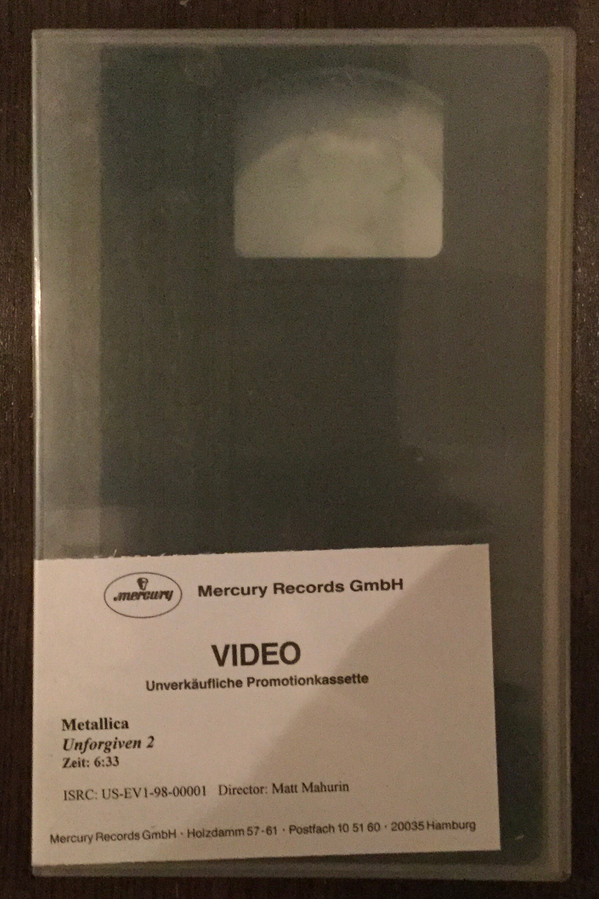 mercury
Mercury Records GmbH
VIDEO
Unverkäufliche Promotionkassette
Metallica
Unforgiven 2
Zeit: 6:33
ISRC: US-EV1-98-00001 Director: Matt Mahurin
Mercury Records GmbH · Holzdamm 57-61 · Postfach 10 51 60 · 20035 Hamburg